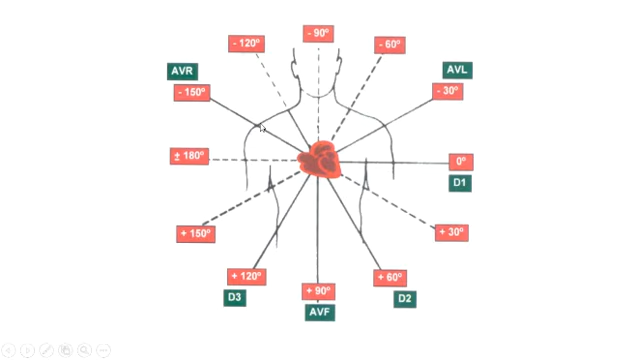 - 90º
- 120º
- 60º
AVR
AVL
- 150º
- 30º
± 180º
0º
D1
+ 150º
+ 30º
+ 120º
+ 60º
D3
+ 90º
D2
AVF